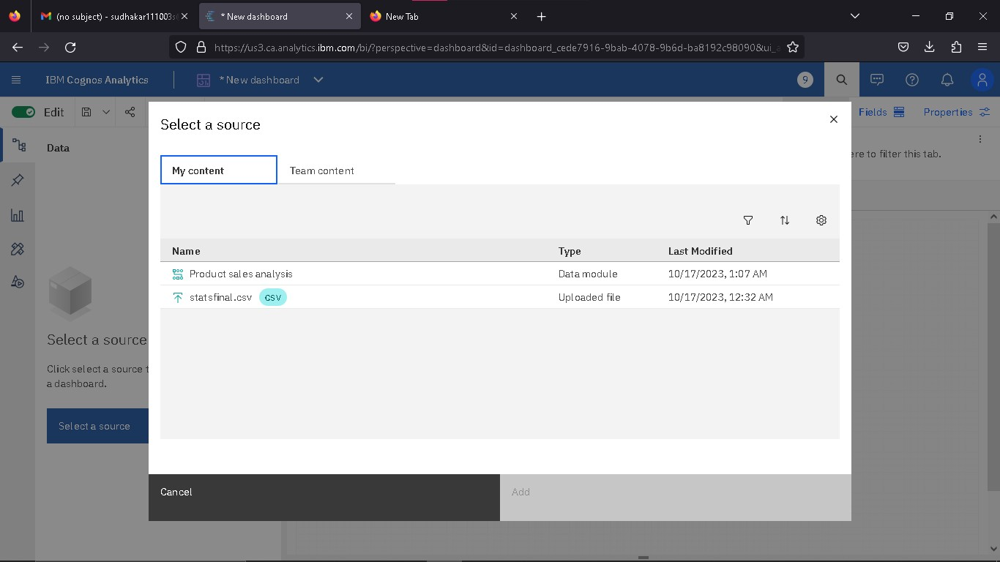 (no subject) - sudhakar111003s
* New dashboard
New Tab
https://us3.ca.analytics.ibm.com/bi/?perspective=dashboard&id=dashboard_cede7916-9bab-4078-9b6d-ba8192c98090&ui_a
IBM Cognos Analytics
* New dashboard
9
Edit
Fields
Properties
Select a source
Data
ere to filter this tab.
My content
Team content
Name Type Last Modified
Product sales analysis Data module 10/17/2023, 1:07 AM
statsfinal.csv CSV Uploaded file 10/17/2023, 12:32 AM
Select a source
Click select a source t
a dashboard.
Select a source
Cancel
Add